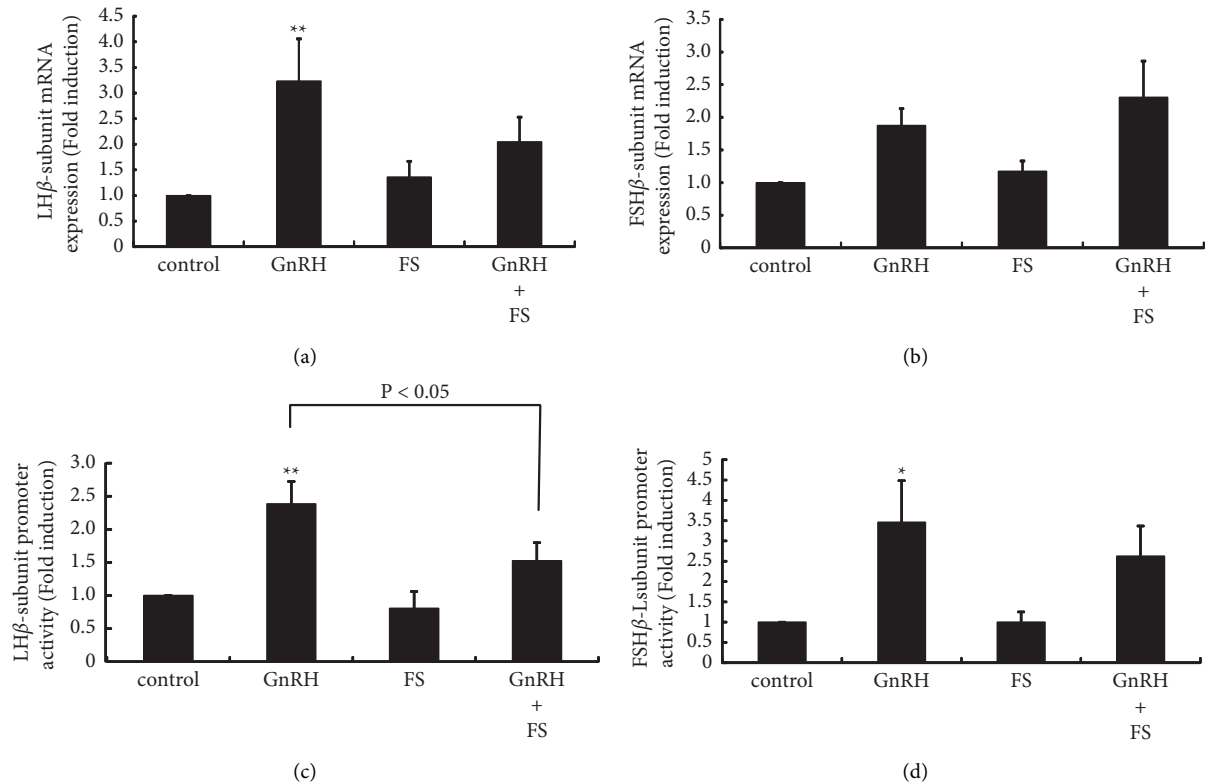 LHβ-subunit mRNA
expression (Fold induction)
4.5
4.0
3.5
3.0
2.5
2.0
1.5
1.0
0.5
0
**
control
GnRH
FS
GnRH
+
FS
(a)
FSHβ-subunit mRNA
expression (Fold induction)
3.5
3.0
2.5
2.0
1.5
1.0
0.5
0
control
GnRH
FS
GnRH
+
FS
(b)
LHβ-subunit promoter
activity (Fold induction)
3.0
2.5
2.0
1.5
1.0
0.5
0
P < 0.05
**
control
GnRH
FS
GnRH
+
FS
(c)
FSHβ-Lsubunit promoter
activity (Fold induction)
5
4.5
4
3.5
3
2.5
2
1.5
1
0.5
0
*
control
GnRH
FS
GnRH
+
FS
(d)